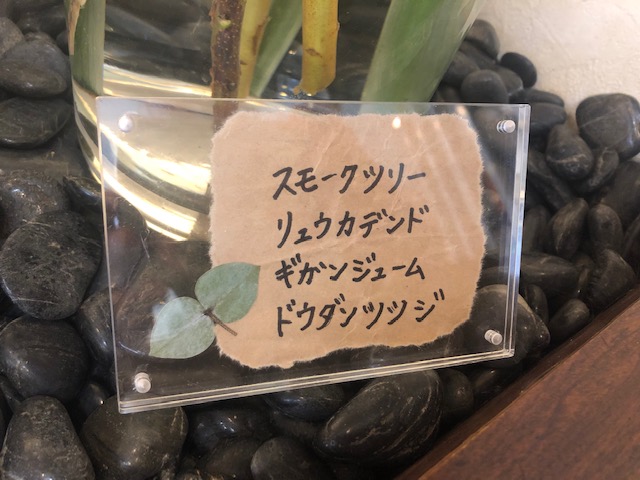 スモークツリー
リュウカデンド
ギガンジューム
ドウダンツツジ